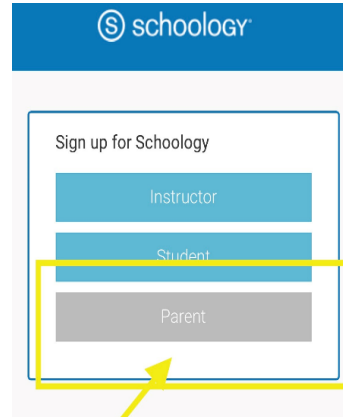 S schoology
Sign up for Schoology
Instructor
Student
Parent